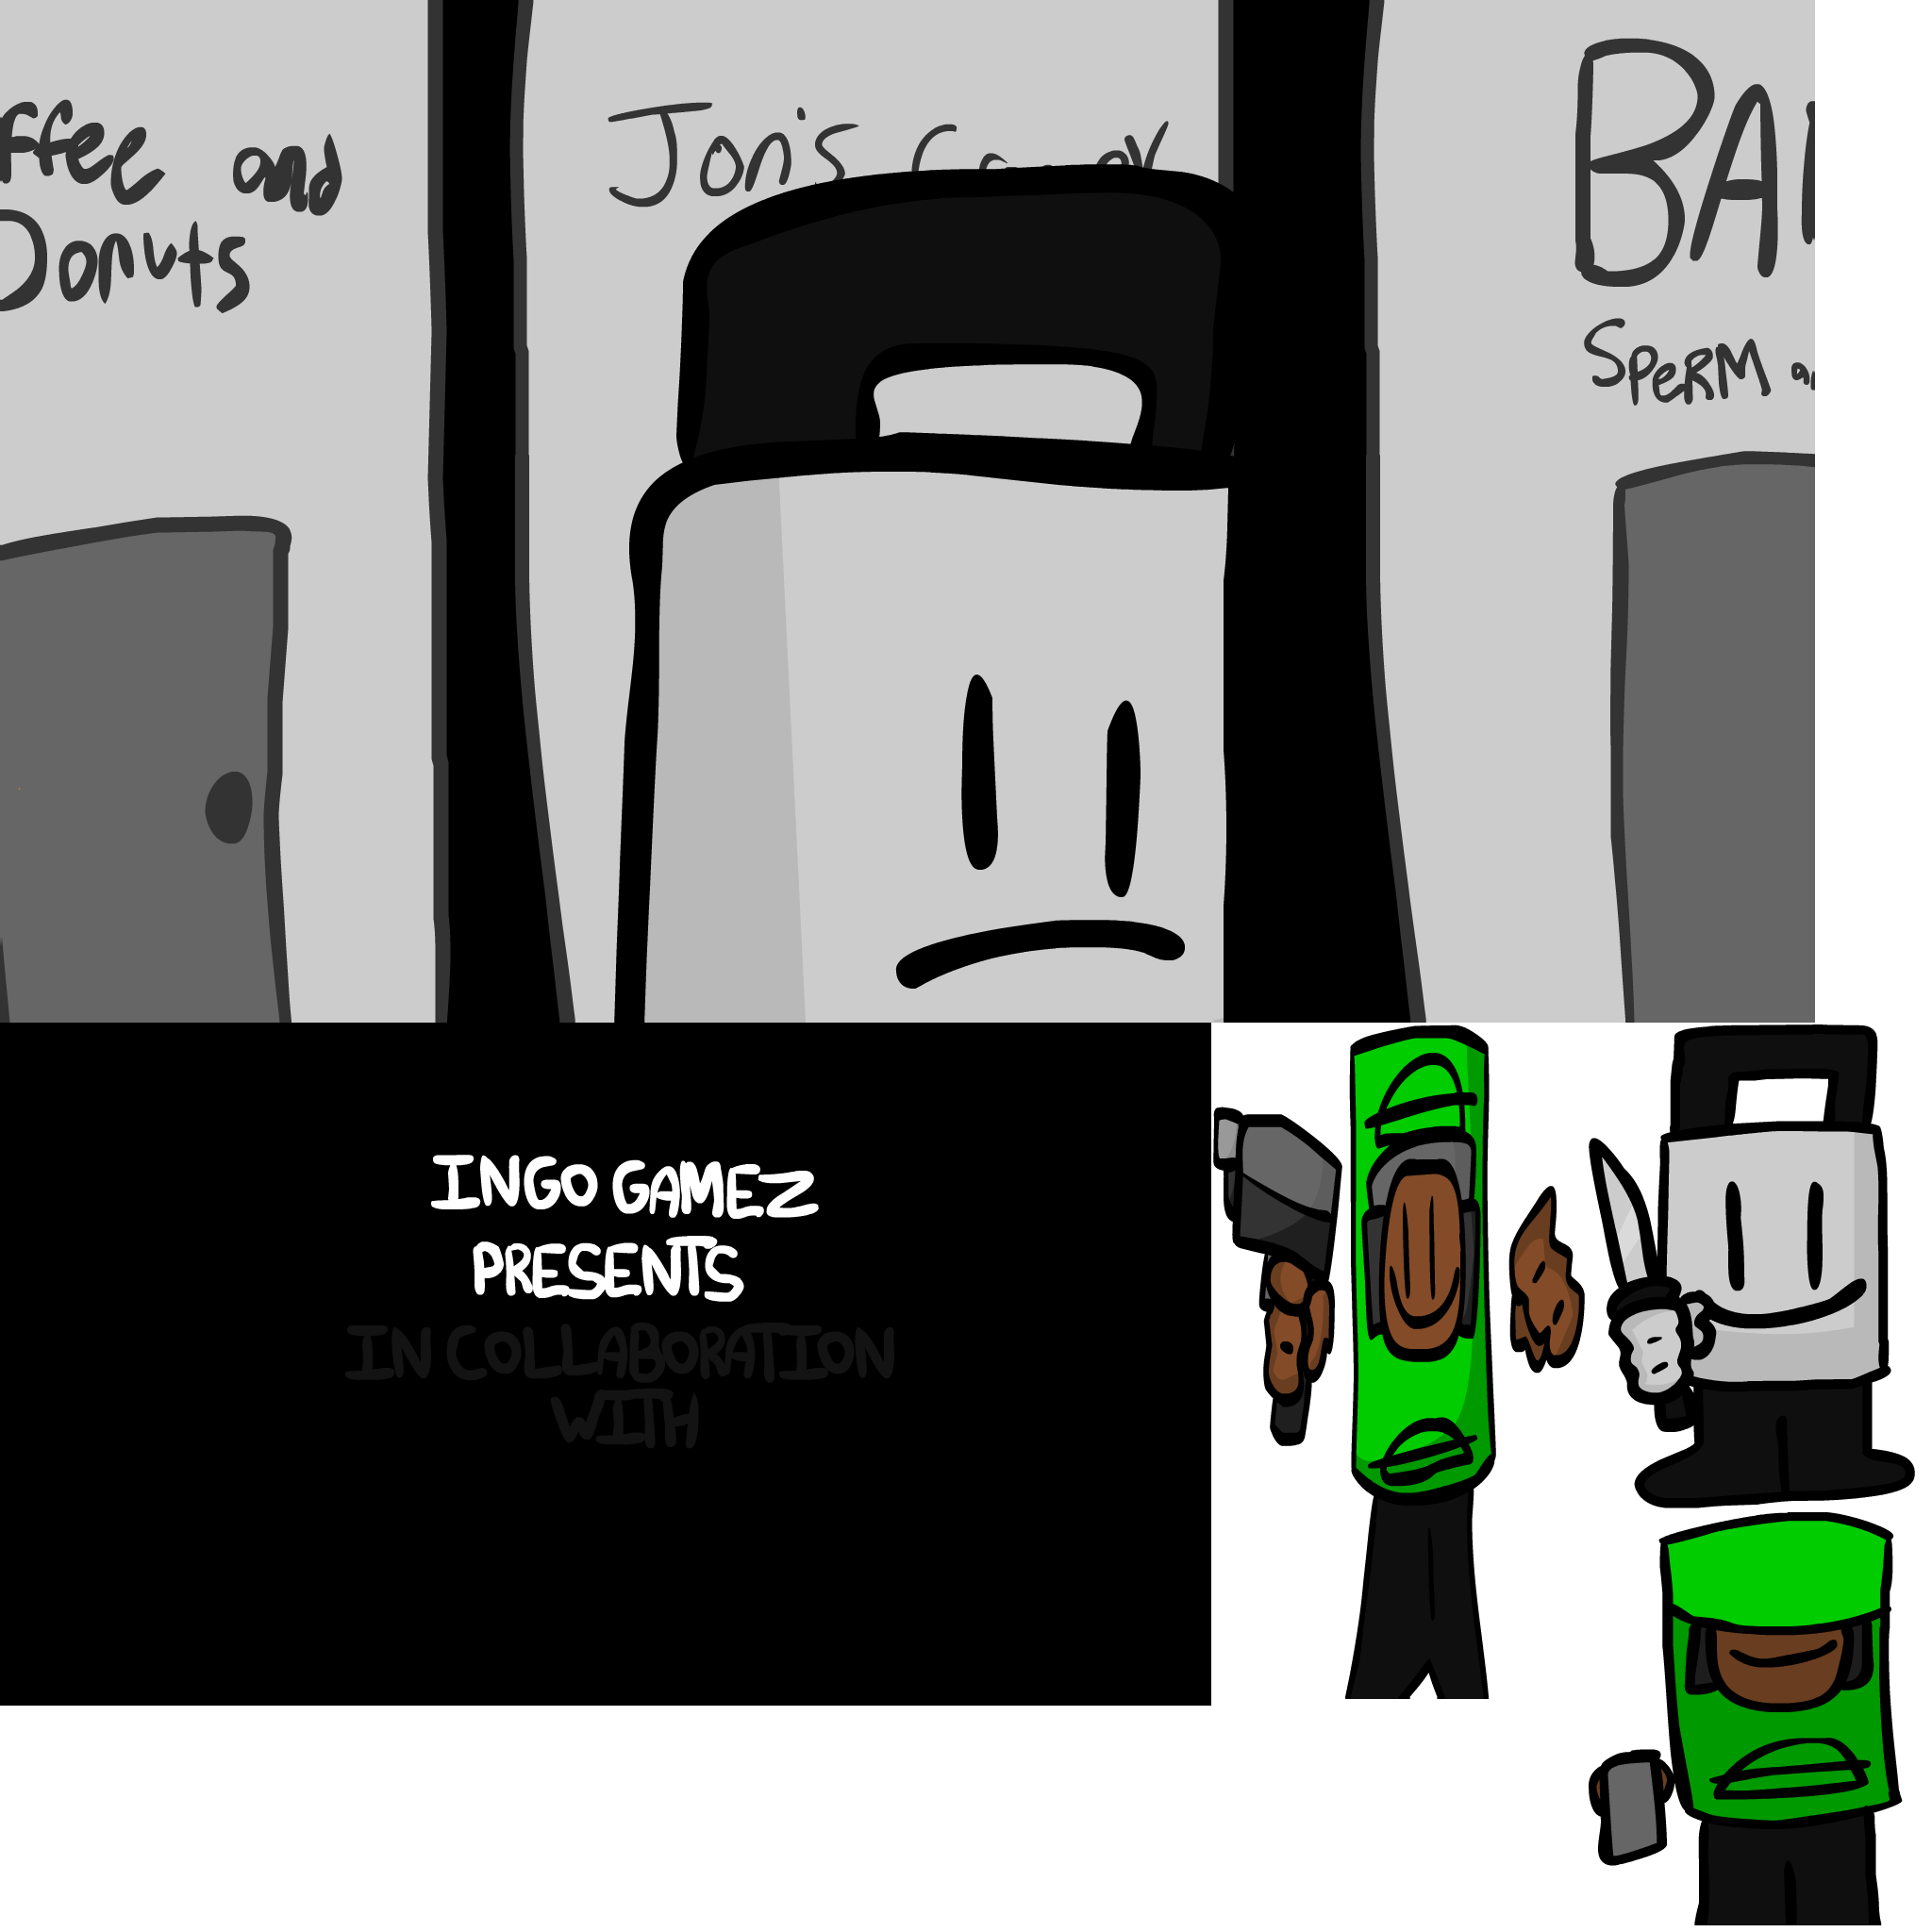 ffee and
Donuts
Jon's
BA
SPERM
INGO GAMEZ
PRESENTS
IN COLLABORATION
WITH